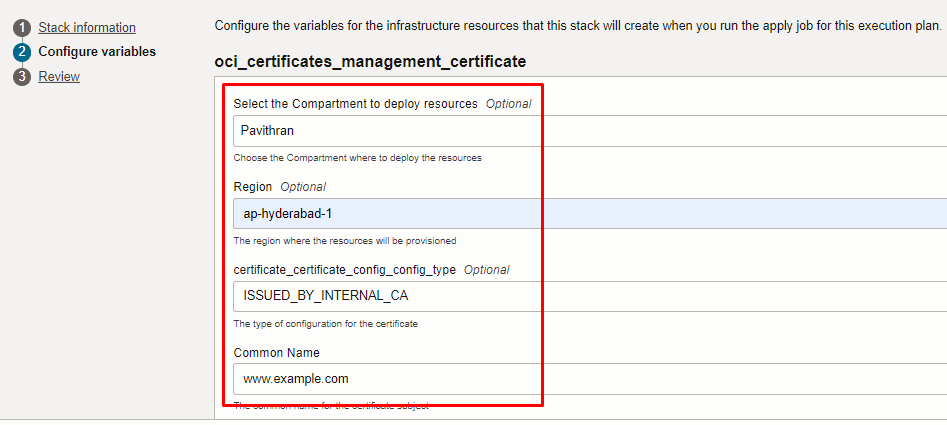 1 Stack information
2 Configure variables
3 Review
Configure the variables for the infrastructure resources that this stack will create when you run the apply job for this execution plan.
oci_certificates_management_certificate
Select the Compartment to deploy resources Optional
Pavithran
Choose the Compartment where to deploy the resources
Region Optional
ap-hyderabad-1
The region where the resources will be provisioned
certificate_certificate_config_config_type Optional
ISSUED_BY_INTERNAL_CA
The type of configuration for the certificate
Common Name
www.example.com
The common name for the certificate subject